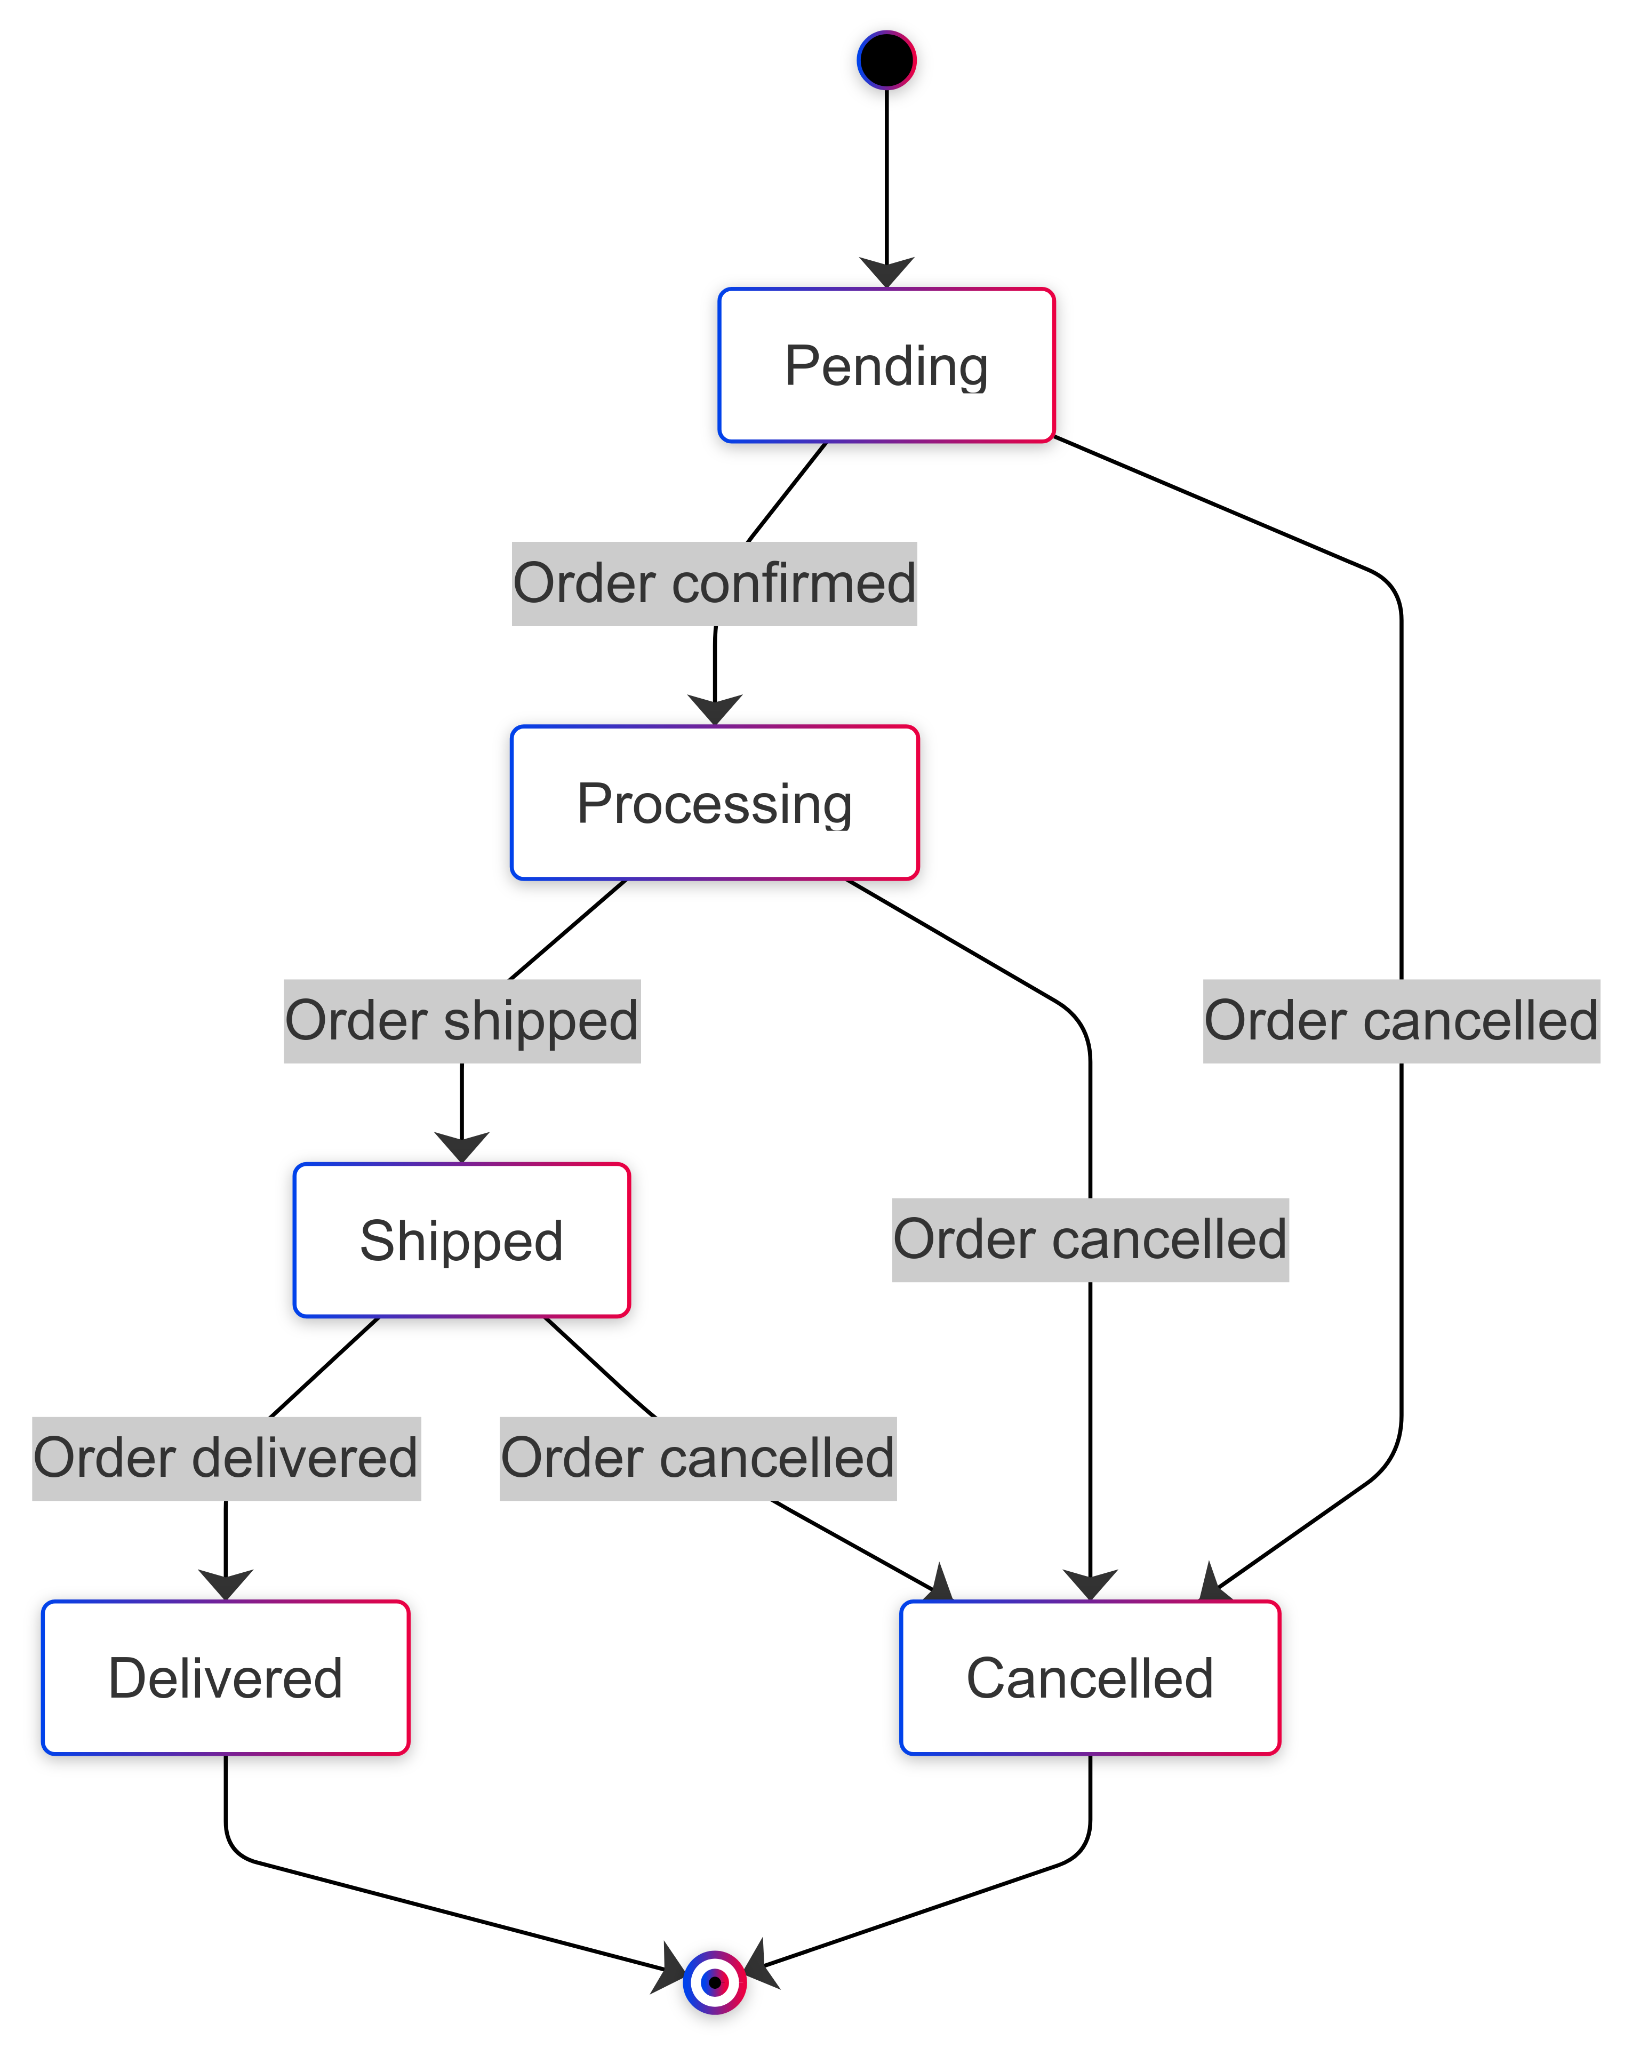 Pending
Order confirmed
Processing
Order shipped
Order cancelled
Shipped
Order cancelled
Order delivered
Order cancelled
Delivered
Cancelled